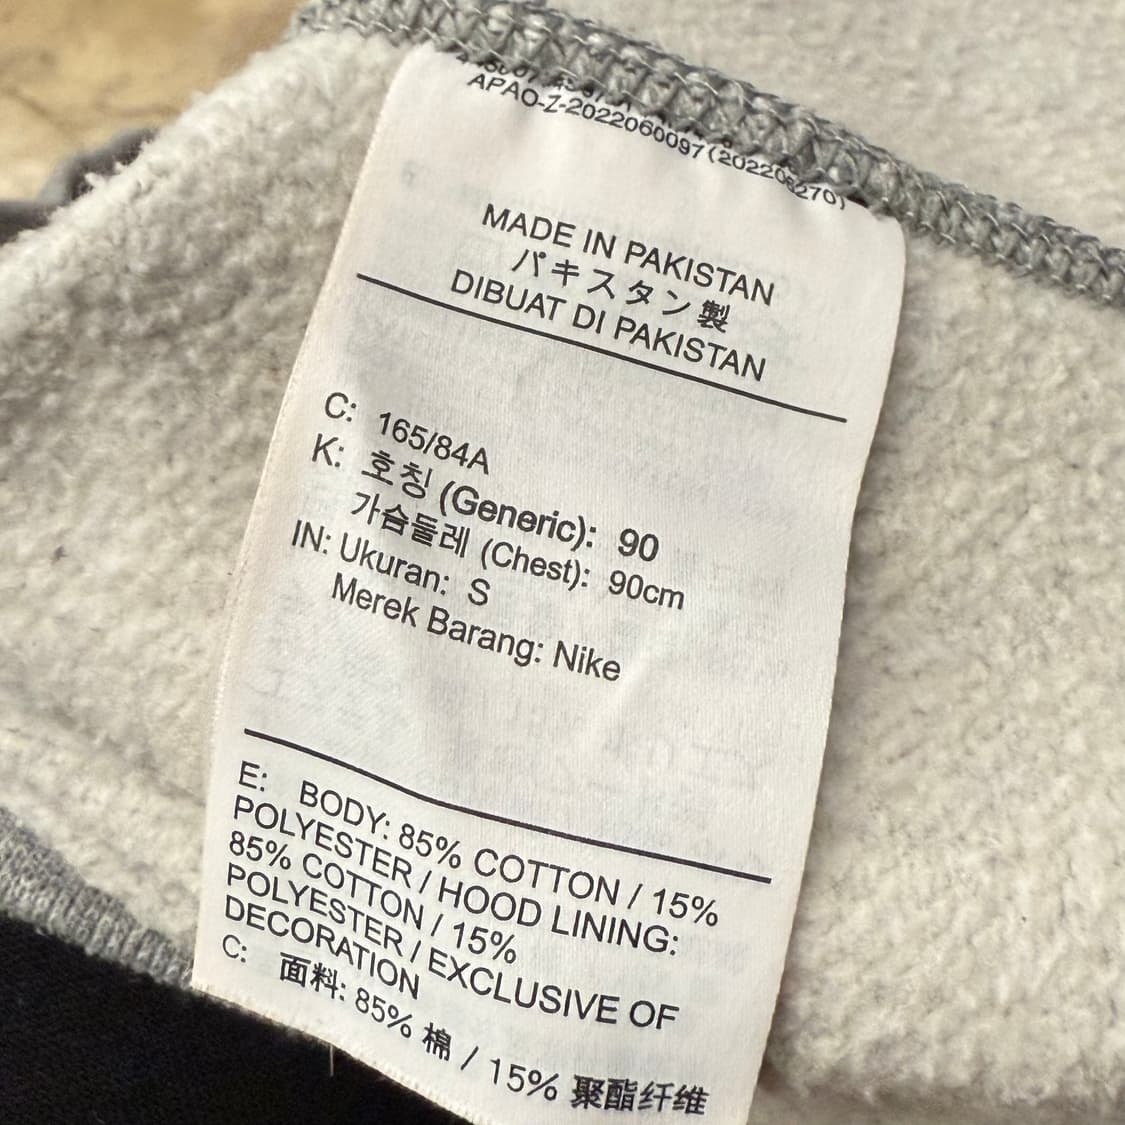 APAO-Z-2022060097(202206270)
MADE IN PAKISTAN
パキスタン製
DIBUAT DI PAKISTAN
C: 165/84A
K: 호칭 (Generic): 90
가슴둘레 (Chest): 90cm
IN: Ukuran: S
Merek Barang: Nike
E: BODY: 85% COTTON / 15%
POLYESTER / HOOD LINING:
85% COTTON / 15%
POLYESTER / EXCLUSIVE OF
DECORATION
C: 面料: 85% 棉 / 15% 聚酯纤维